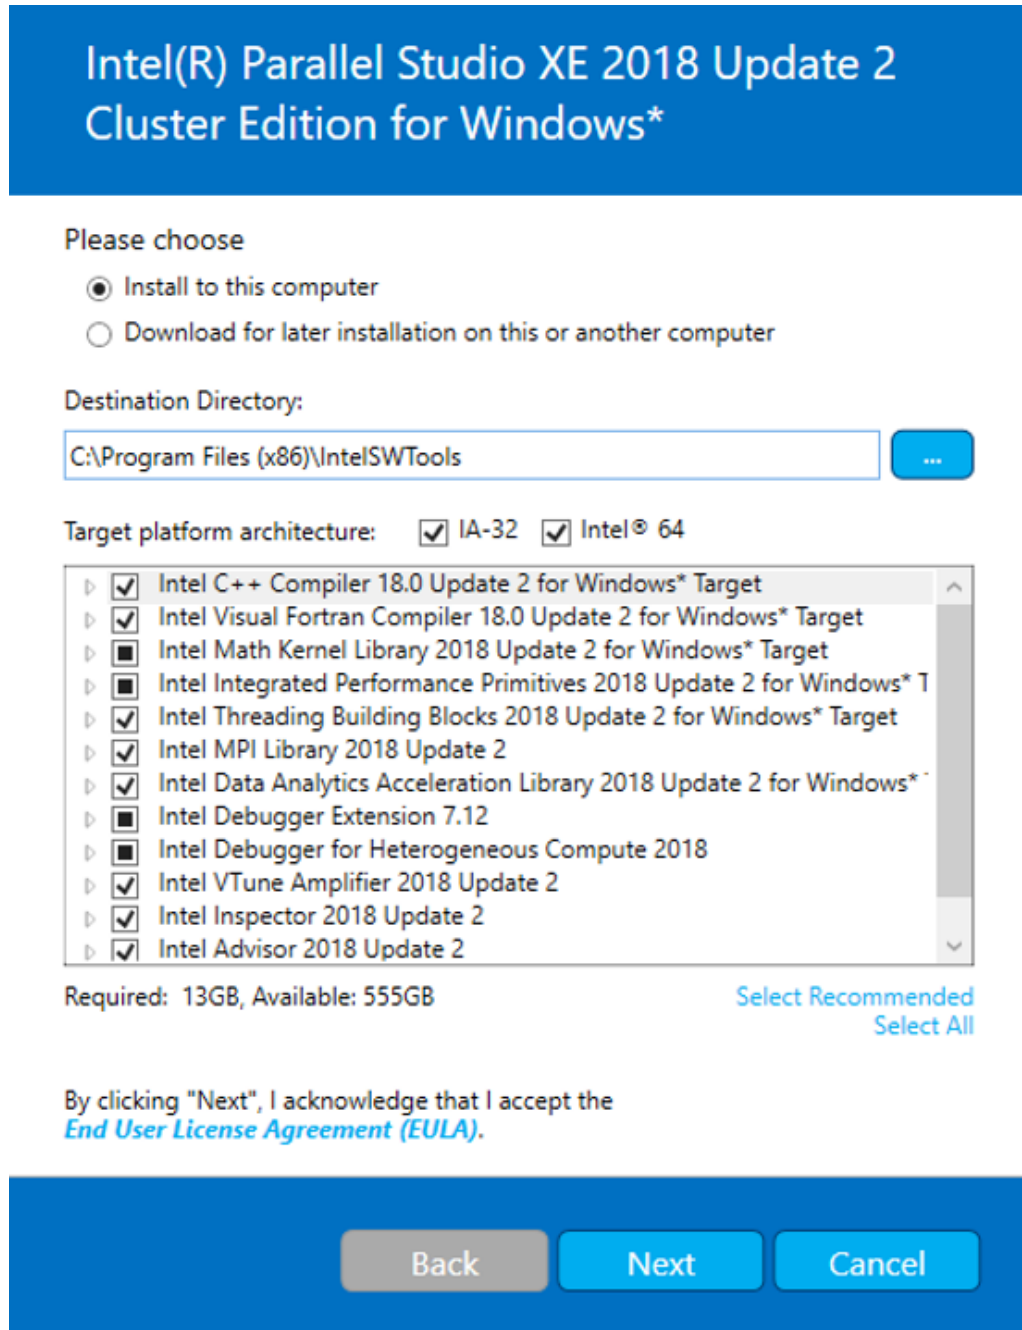 Intel(R) Parallel Studio XE 2018 Update 2
Cluster Edition for Windows*
Please choose
Install to this computer
Download for later installation on this or another computer
Destination Directory:
C:\Program Files (x86)\IntelSWTools
...
Target platform architecture: IA-32 Intel® 64
Intel C++ Compiler 18.0 Update 2 for Windows* Target
Intel Visual Fortran Compiler 18.0 Update 2 for Windows* Target
Intel Math Kernel Library 2018 Update 2 for Windows* Target
Intel Integrated Performance Primitives 2018 Update 2 for Windows* T
Intel Threading Building Blocks 2018 Update 2 for Windows* Target
Intel MPI Library 2018 Update 2
Intel Data Analytics Acceleration Library 2018 Update 2 for Windows*
Intel Debugger Extension 7.12
Intel Debugger for Heterogeneous Compute 2018
Intel VTune Amplifier 2018 Update 2
Intel Inspector 2018 Update 2
Intel Advisor 2018 Update 2
Required: 13GB, Available: 555GB
Select Recommended
Select All
By clicking "Next", I acknowledge that I accept the
End User License Agreement (EULA).
Back Next Cancel